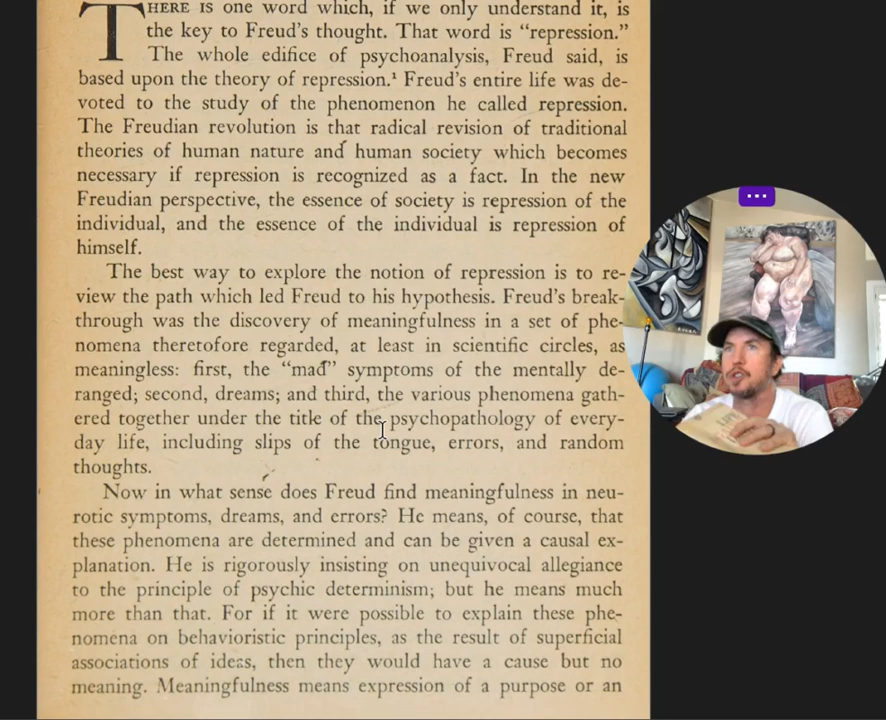 THERE IS one word which, if we only understand it, is
the key to Freud's thought. That word is “repression.”
The whole edifice of psychoanalysis, Freud said, is
based upon the theory of repression.¹ Freud's entire life was de-
voted to the study of the phenomenon he called repression.
The Freudian revolution is that radical revision of traditional
theories of human nature and human society which becomes
necessary if repression is recognized as a fact. In the new
Freudian perspective, the essence of society is repression of the
individual, and the essence of the individual is repression of
himself.
The best way to explore the notion of repression is to re-
view the path which led Freud to his hypothesis. Freud's break-
through was the discovery of meaningfulness in a set of phe-
nomena theretofore regarded, at least in scientific circles, as
meaningless: first, the “mad” symptoms of the mentally de-
ranged; second, dreams; and third, the various phenomena gath-
ered together under the title of the psychopathology of every-
day life, including slips of the tongue, errors, and random
thoughts.
Now in what sense does Freud find meaningfulness in neu-
rotic symptoms, dreams, and errors? He means, of course, that
these phenomena are determined and can be given a causal ex-
planation. He is rigorously insisting on unequivocal allegiance
to the principle of psychic determinism; but he means much
more than that. For if it were possible to explain these phe-
nomena on behavioristic principles, as the result of superficial
associations of ideas, then they would have a cause but no
meaning. Meaningfulness means expression of a purpose or an